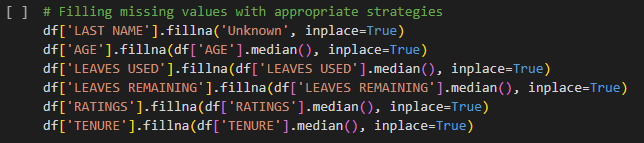 [ ] # Filling missing values with appropriate strategies
df['LAST NAME'].fillna('Unknown', inplace=True)
df['AGE'].fillna(df['AGE'].median(), inplace=True)
df['LEAVES USED'].fillna(df['LEAVES USED'].median(), inplace=True)
df['LEAVES REMAINING'].fillna(df['LEAVES REMAINING'].median(), inplace=True)
df['RATINGS'].fillna(df['RATINGS'].median(), inplace=True)
df['TENURE'].fillna(df['TENURE'].median(), inplace=True)